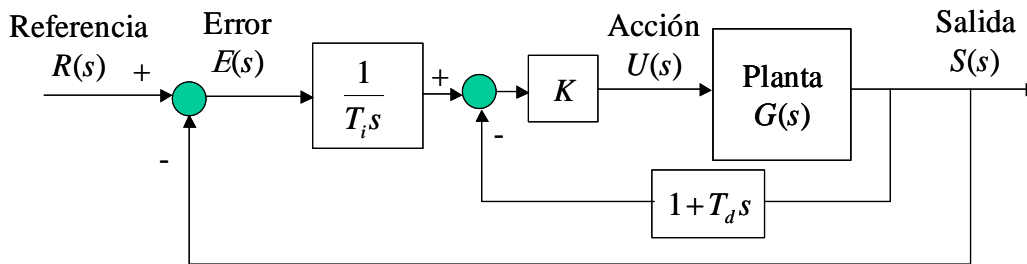 Referencia
R(s)
+
-
Error
E(s)
1
T_i s
+
-
K
Acción
U(s)
Planta
G(s)
Salida
S(s)
1+T_d s